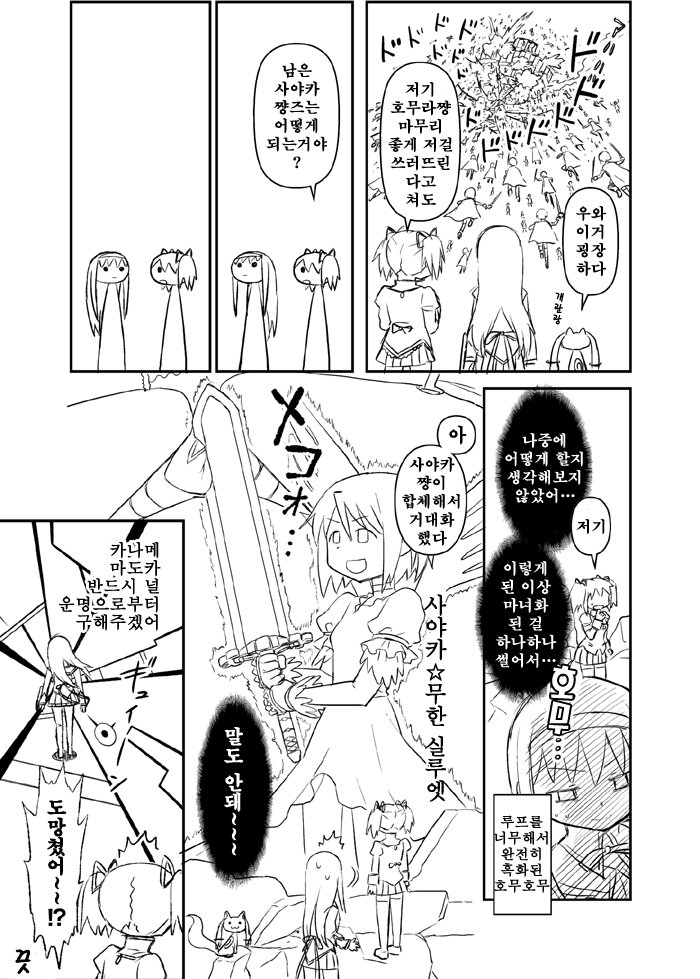 ドドドド
ドドドド
저기
호무라쨩
마무리
좋게 저걸
쓰러뜨린
다고
쳐도
우와
이거
굉장
하다
남은
사야카
쨩즈는
어떻게
되는거야
?
나중에
어떻게 할지
생각해보지
않았어…
저기
이렇게
된 이상
마녀화
된 걸
하나하나
썰어서…
호무……
루프를
너무해서
완전히
흑화된
호무호무
아
사야카
쨩이
합체해서
거대화
했다
メコォ…
사야카☆무한 실루엣
말도 안돼~~~
카나메
마도카
반드시 널
운명으로부터
구해주겠어
キュイ
도망쳤어~~!?
끗